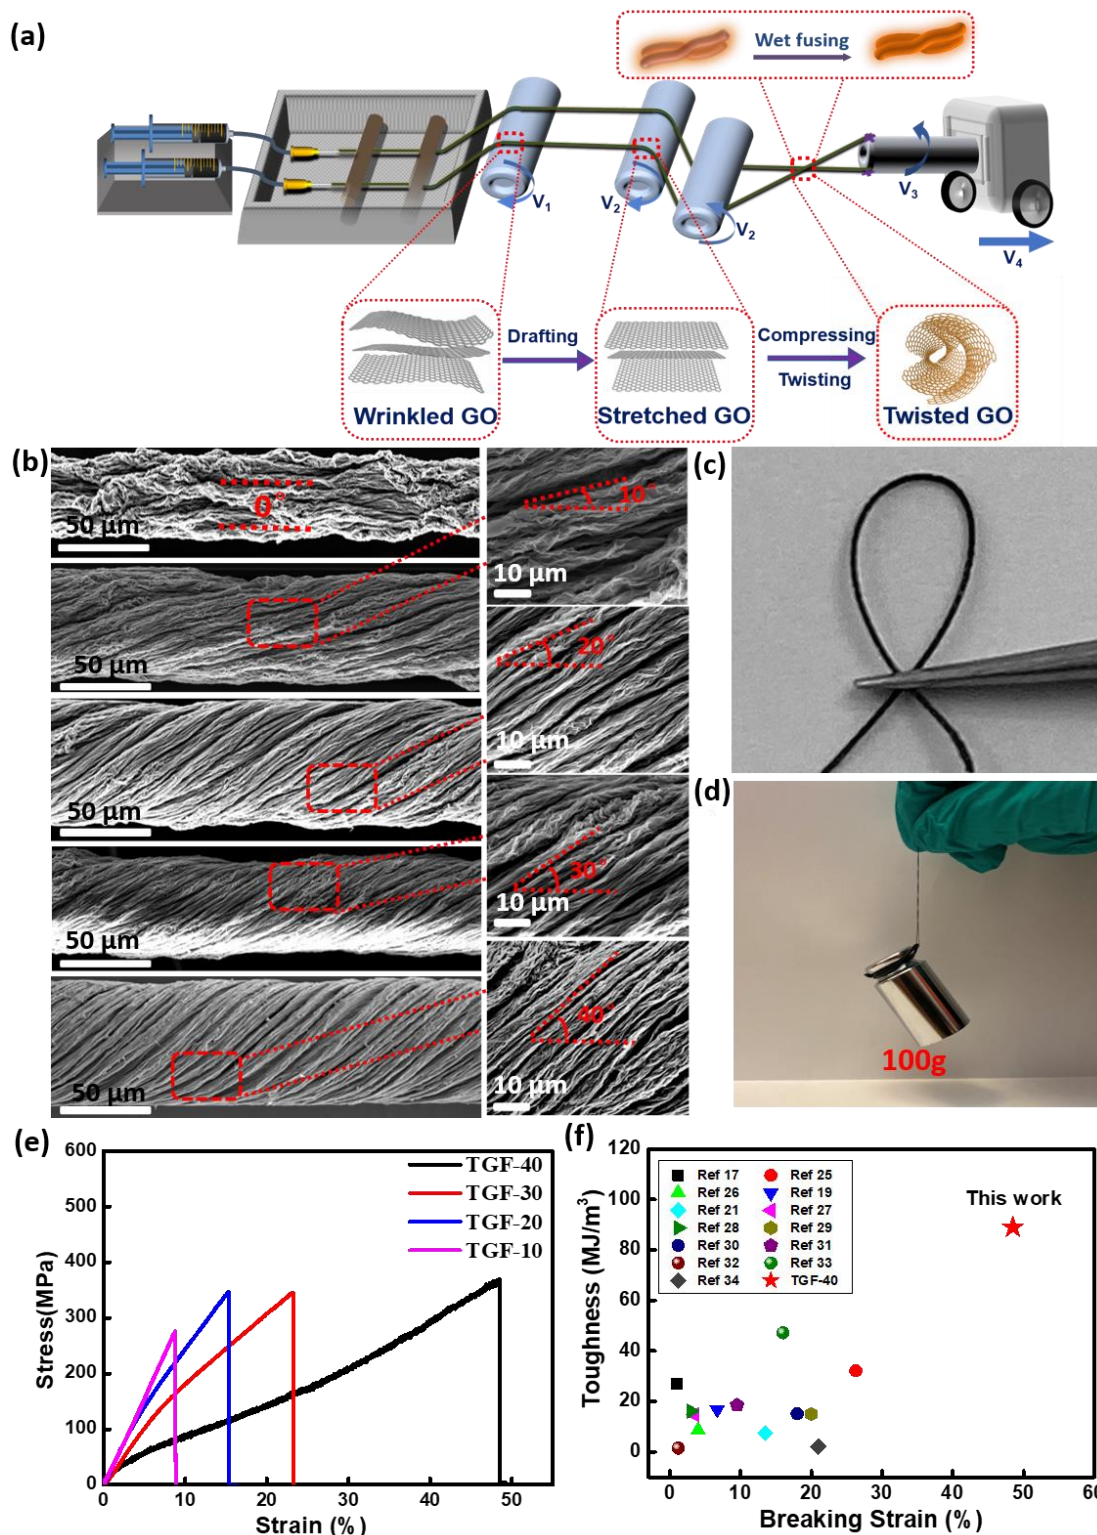 (a)
Wet fusing
V1
V2
V2
V3
V4
Drafting
Compressing
Twisting
Wrinkled GO
Stretched GO
Twisted GO
(b)
0°
50 μm
10°
10 μm
50 μm
20°
10 μm
50 μm
30°
10 μm
50 μm
40°
10 μm
50 μm
(c)
(d)
100g
(e)
600
500
400
300
200
100
0
Stress(MPa)
TGF-40
TGF-30
TGF-20
TGF-10
0 10 20 30 40 50
Strain (%)
(f)
120
100
80
60
40
20
0
Toughness (MJ/m³)
Ref 17 Ref 25
Ref 26 Ref 19
Ref 21 Ref 27
Ref 28 Ref 29
Ref 30 Ref 31
Ref 32 Ref 33
Ref 34 TGF-40
This work
0 10 20 30 40 50 60
Breaking Strain (%)